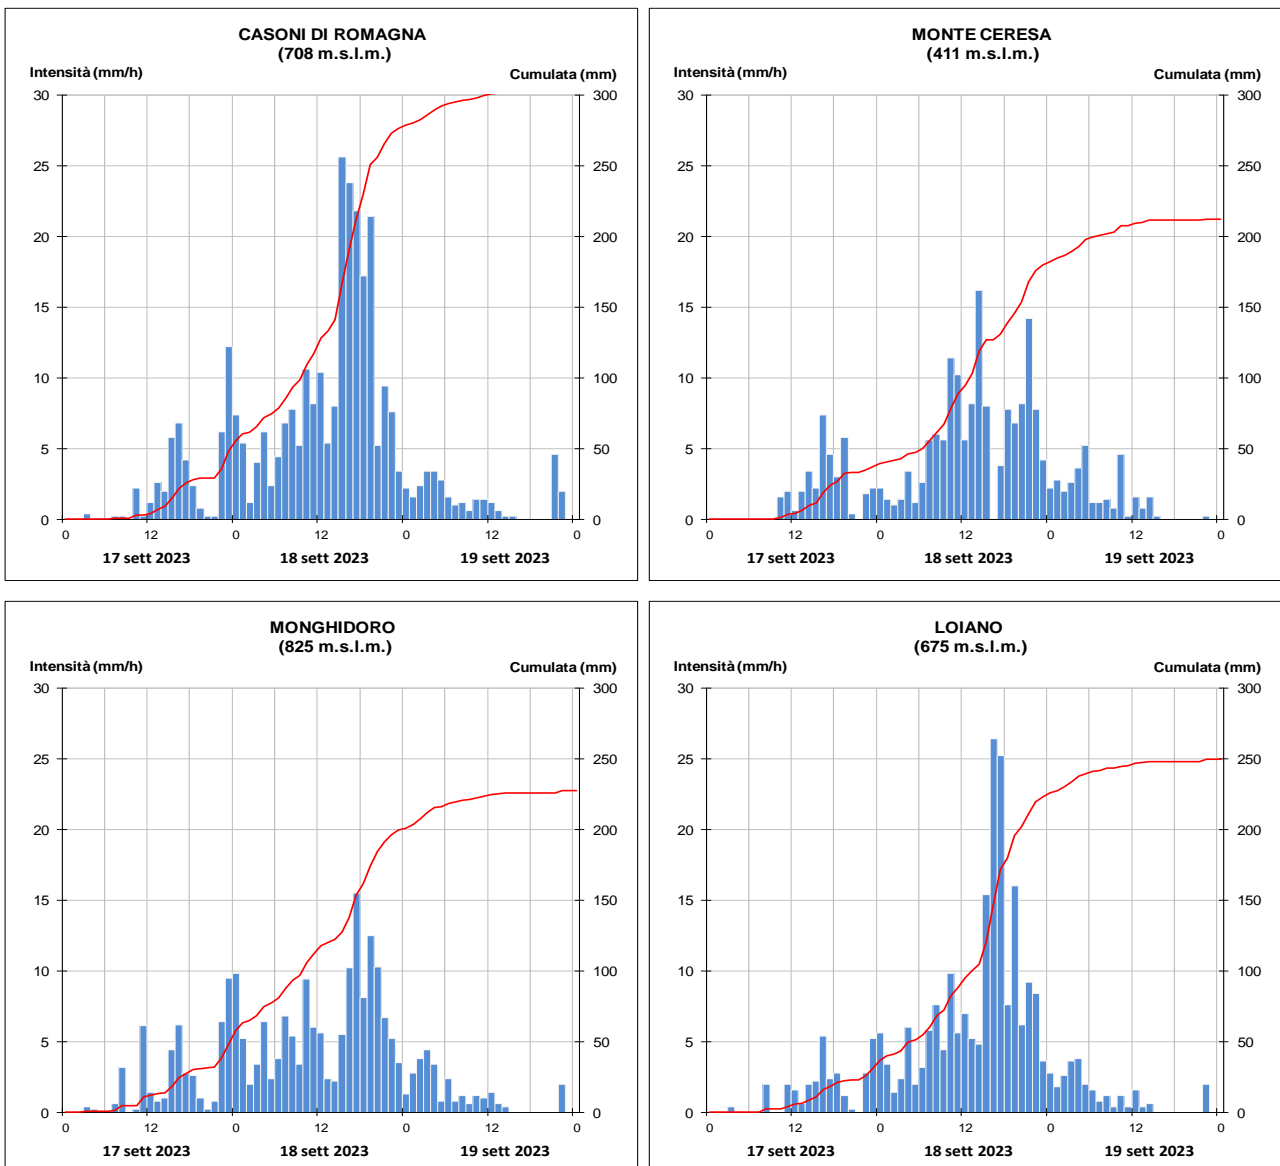 CASONI DI ROMAGNA
(708 m.s.l.m.)
Intensità (mm/h)
Cumulata (mm)
30 300
25 250
20 200
15 150
10 100
5 50
0 0
0 12 0 12 0 12 0
17 sett 2023 18 sett 2023 19 sett 2023
MONTE CERESA
(411 m.s.l.m.)
Intensità (mm/h)
Cumulata (mm)
30 300
25 250
20 200
15 150
10 100
5 50
0 0
0 12 0 12 0 12 0
17 sett 2023 18 sett 2023 19 sett 2023
MONGHIDORO
(825 m.s.l.m.)
Intensità (mm/h)
Cumulata (mm)
30 300
25 250
20 200
15 150
10 100
5 50
0 0
0 12 0 12 0 12 0
17 sett 2023 18 sett 2023 19 sett 2023
LOIANO
(675 m.s.l.m.)
Intensità (mm/h)
Cumulata (mm)
30 300
25 250
20 200
15 150
10 100
5 50
0 0
0 12 0 12 0 12 0
17 sett 2023 18 sett 2023 19 sett 2023